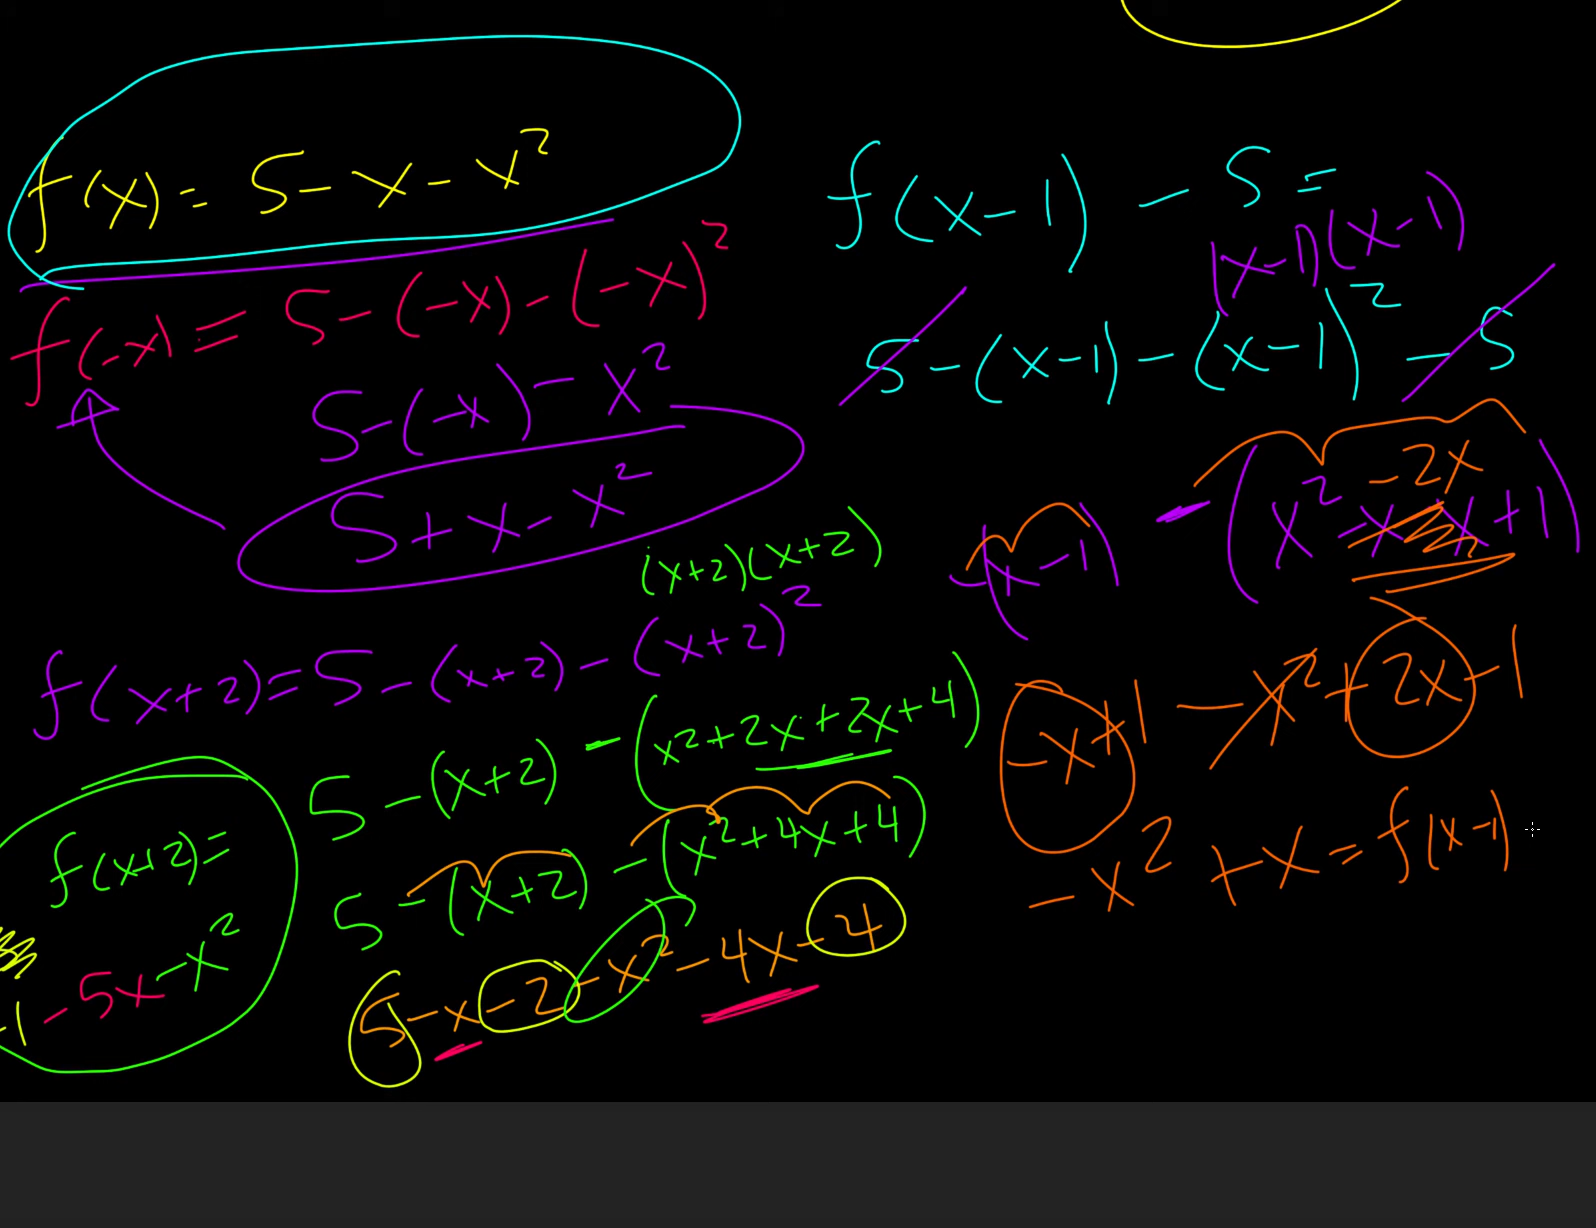 f(x) = 5 - x - x²
f(-x) = 5 - (-x) - (-x)²
5 - (-x) - x²
5 + x - x²
(x+2)(x+2)
f(x+2) = 5 - (x+2) - (x+2)²
5 - (x+2) - (x²+2x+2x+4)
5 - (x+2) - (x²+4x+4)
5 - x - 2 - x² - 4x - 4
f(x+2) =
-1 - 5x - x²
f(x-1) - 5 =
(x-1)(x-1)
5 - (x-1) - (x-1)² - 5
-2x
-(x-1) - (x² - x - x + 1)
-x + 1 - x² + 2x - 1
-x² + x = f(x-1)